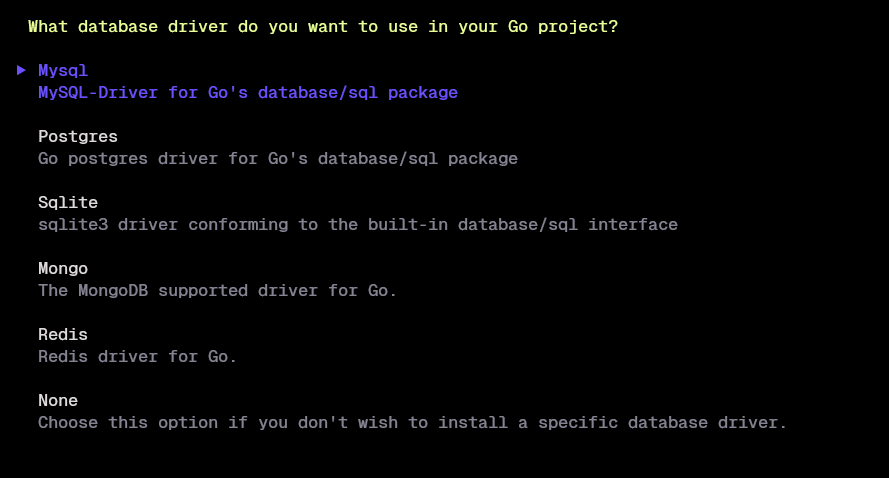 What database driver do you want to use in your Go project?
Mysql
MySQL-Driver for Go's database/sql package
Postgres
Go postgres driver for Go's database/sql package
Sqlite
sqlite3 driver conforming to the built-in database/sql interface
Mongo
The MongoDB supported driver for Go.
Redis
Redis driver for Go.
None
Choose this option if you don't wish to install a specific database driver.